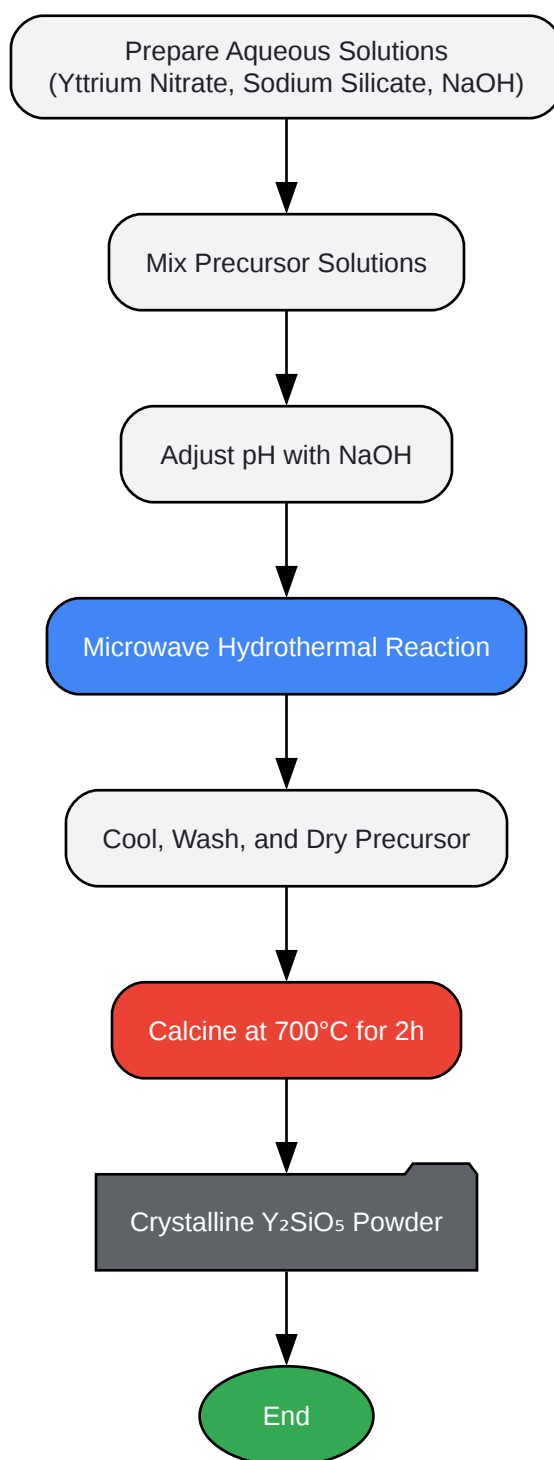 Prepare Aqueous Solutions
(Yttrium Nitrate, Sodium Silicate, NaOH)
Mix Precursor Solutions
Adjust pH with NaOH
Microwave Hydrothermal Reaction
Cool, Wash, and Dry Precursor
Calcine at 700°C for 2h
Crystalline Y₂SiO₅ Powder
End